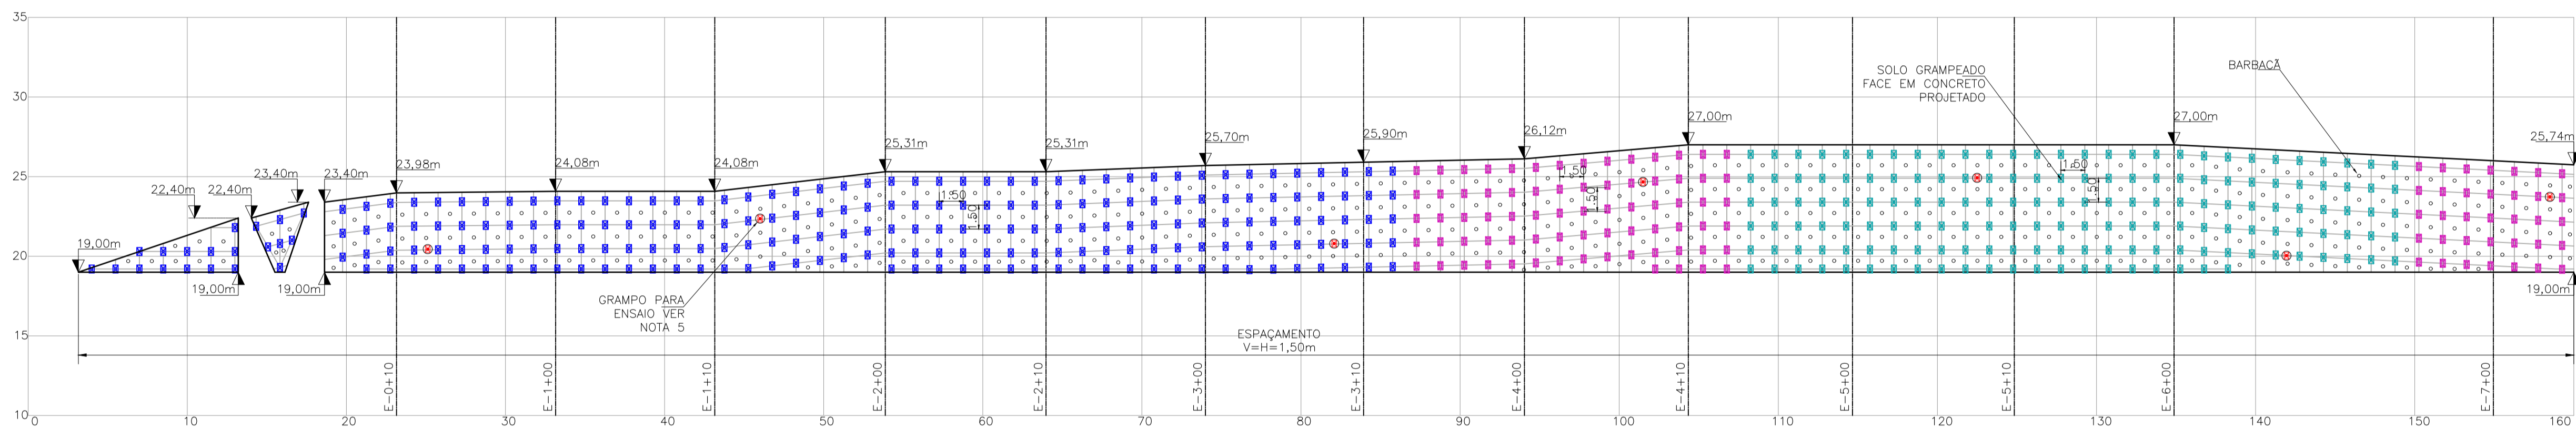 35
30
25
20
15
10
0
10
20
30
40
50
60
70
80
90
100
110
120
130
140
150
160
19,00m
22,40m
19,00m
22,40m
23,40m
23,40m
19,00m
23,98m
24,08m
24,08m
25,31m
25,31m
25,70m
25,90m
26,12m
27,00m
27,00m
25,74m
19,00m
1.50
1.50
1.50
1.50
1.50
1.50
GRAMPO PARA
ENSAIO VER
NOTA 5
SOLO GRAMPEADO
FACE EM CONCRETO
PROJETADO
BARBACÃ
ESPAÇAMENTO
V=H=1,50m
E-0+10
E-1+00
E-1+10
E-2+00
E-2+10
E-3+00
E-3+10
E-4+00
E-4+10
E-5+00
E-5+10
E-6+00
E-7+00